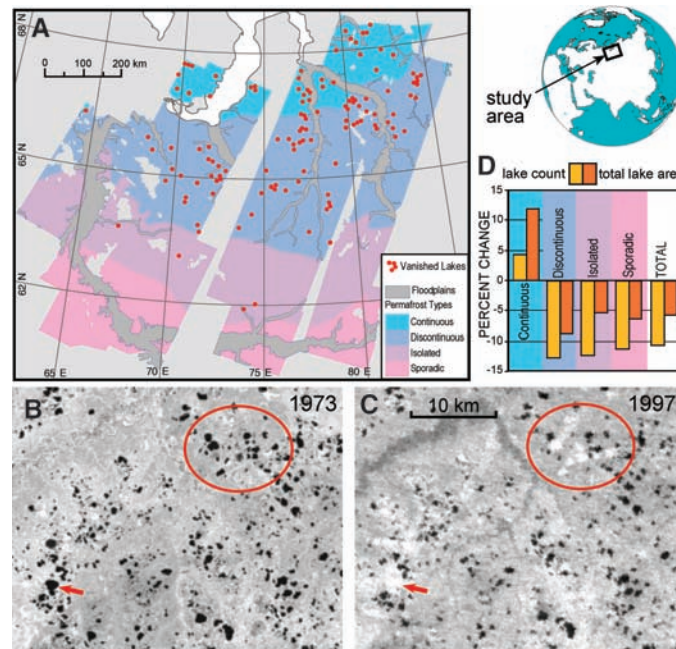 A
0 100 200 km
68 N
65 N
62 N
65 E
70 E
75 E
80 E
Vanished Lakes
Floodplains
Permafrost Types
Continuous
Discontinuous
Isolated
Sporadic
study
area
D
lake count
total lake area
PERCENT CHANGE
15
10
5
0
-5
-10
-15
Continuous
Discontinuous
Isolated
Sporadic
TOTAL
B
1973
C
10 km
1997